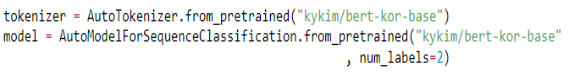 tokenizer = AutoTokenizer.from_pretrained("kykim/bert-kor-base")
model = AutoModelForSequenceClassification.from_pretrained("kykim/bert-kor-base"
, num_labels=2)